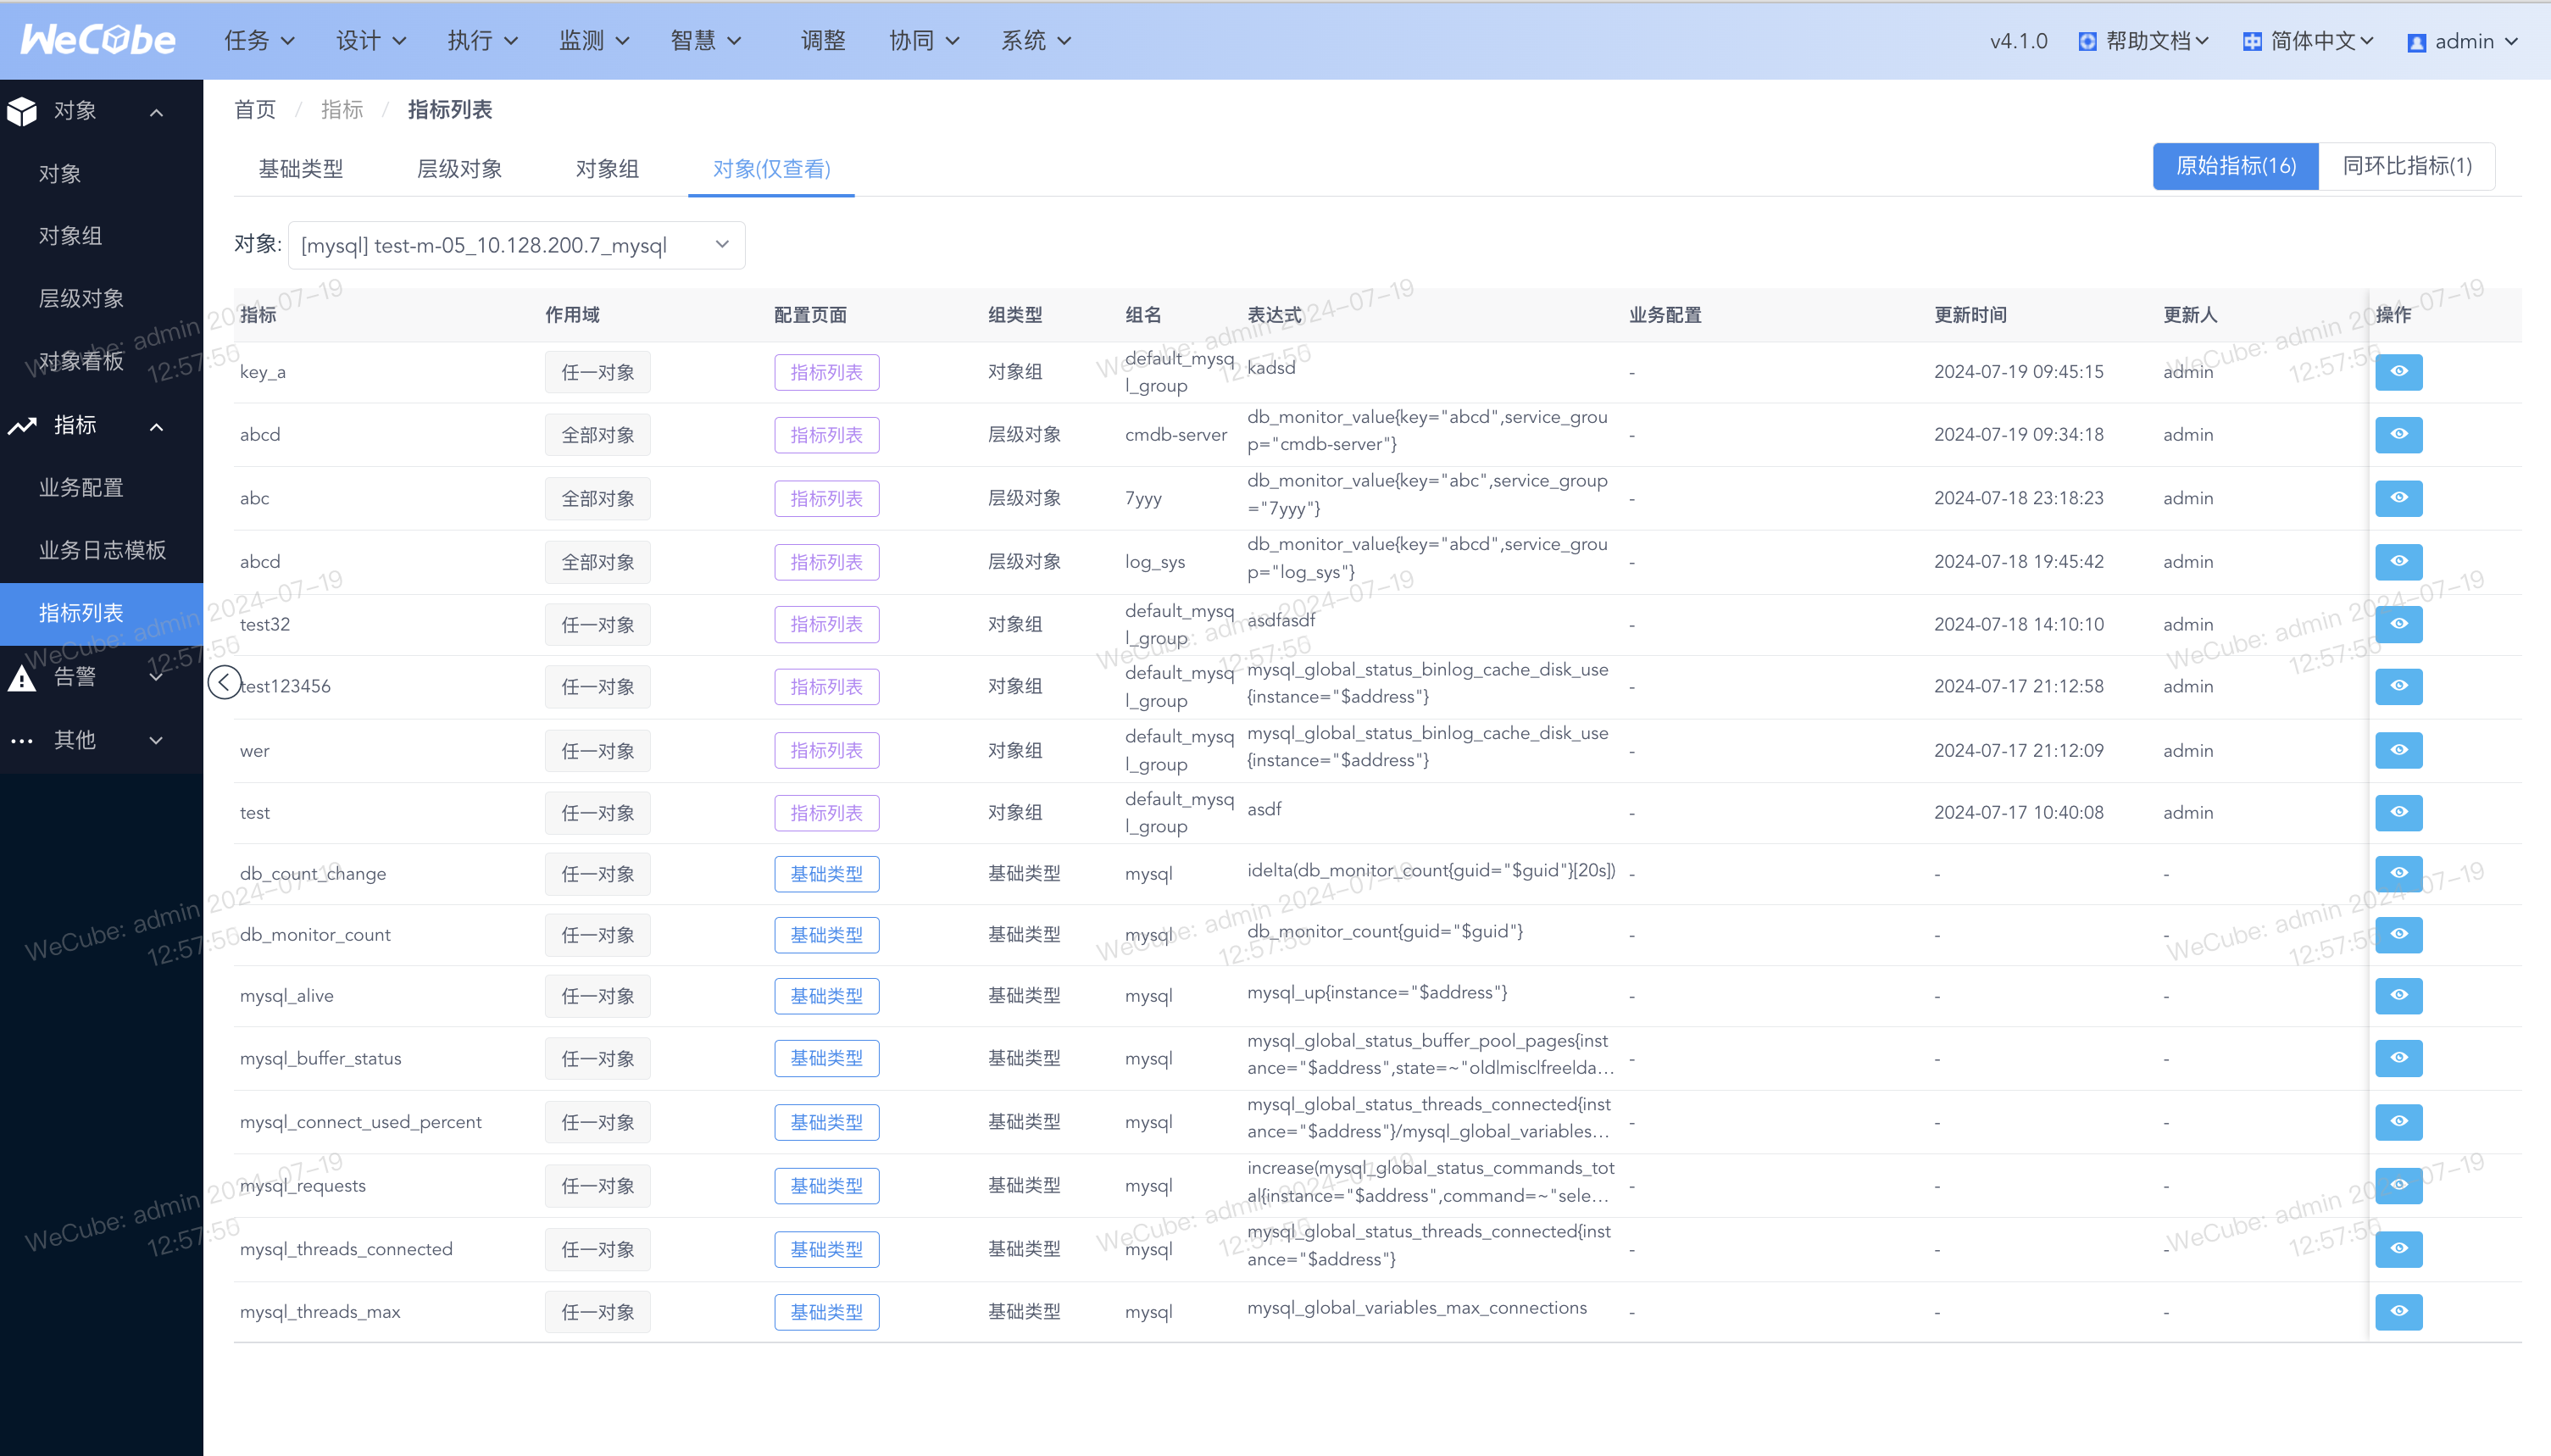 WeCube 任务 设计 执行 监测 智慧 调整 协同 系统 v4.1.0 帮助文档 简体中文 admin
对象
对象
对象组
层级对象
对象看板
指标
业务配置
业务日志模板
指标列表
告警
其他
首页 / 指标 / 指标列表
基础类型 层级对象 对象组 对象(仅查看) 原始指标(16) 同环比指标(1)
对象: [mysql] test-m-05_10.128.200.7_mysql
指标 作用域 配置页面 组类型 组名 表达式 业务配置 更新时间 更新人 操作
key_a 任一对象 指标列表 对象组 default_mysql_group kadsd - 2024-07-19 09:45:15 admin
abcd 全部对象 指标列表 层级对象 cmdb-server db_monitor_value{key="abcd",service_group="cmdb-server"} - 2024-07-19 09:34:18 admin
abc 全部对象 指标列表 层级对象 7yyy db_monitor_value{key="abc",service_group="7yyy"} - 2024-07-18 23:18:23 admin
abcd 全部对象 指标列表 层级对象 log_sys db_monitor_value{key="abcd",service_group="log_sys"} - 2024-07-18 19:45:42 admin
test32 任一对象 指标列表 对象组 default_mysql_group asdfasdf - 2024-07-18 14:10:10 admin
test123456 任一对象 指标列表 对象组 default_mysql_group mysql_global_status_binlog_cache_disk_use{instance="$address"} - 2024-07-17 21:12:58 admin
wer 任一对象 指标列表 对象组 default_mysql_group mysql_global_status_binlog_cache_disk_use{instance="$address"} - 2024-07-17 21:12:09 admin
test 任一对象 指标列表 对象组 default_mysql_group asdf - 2024-07-17 10:40:08 admin
db_count_change 任一对象 基础类型 基础类型 mysql idelta(db_monitor_count{guid="$guid"}[20s]) - - -
db_monitor_count 任一对象 基础类型 基础类型 mysql db_monitor_count{guid="$guid"} - - -
mysql_alive 任一对象 基础类型 基础类型 mysql mysql_up{instance="$address"} - - -
mysql_buffer_status 任一对象 基础类型 基础类型 mysql mysql_global_status_buffer_pool_pages{instance="$address",state=~"old|misc|free|da... - - -
mysql_connect_used_percent 任一对象 基础类型 基础类型 mysql mysql_global_status_threads_connected{instance="$address"}/mysql_global_variables... - - -
mysql_requests 任一对象 基础类型 基础类型 mysql increase(mysql_global_status_commands_total{instance="$address",command=~"sele... - - -
mysql_threads_connected 任一对象 基础类型 基础类型 mysql mysql_global_status_threads_connected{instance="$address"} - - -
mysql_threads_max 任一对象 基础类型 基础类型 mysql mysql_global_variables_max_connections - - -
WeCube: admin 2024-07-19
12:57:56